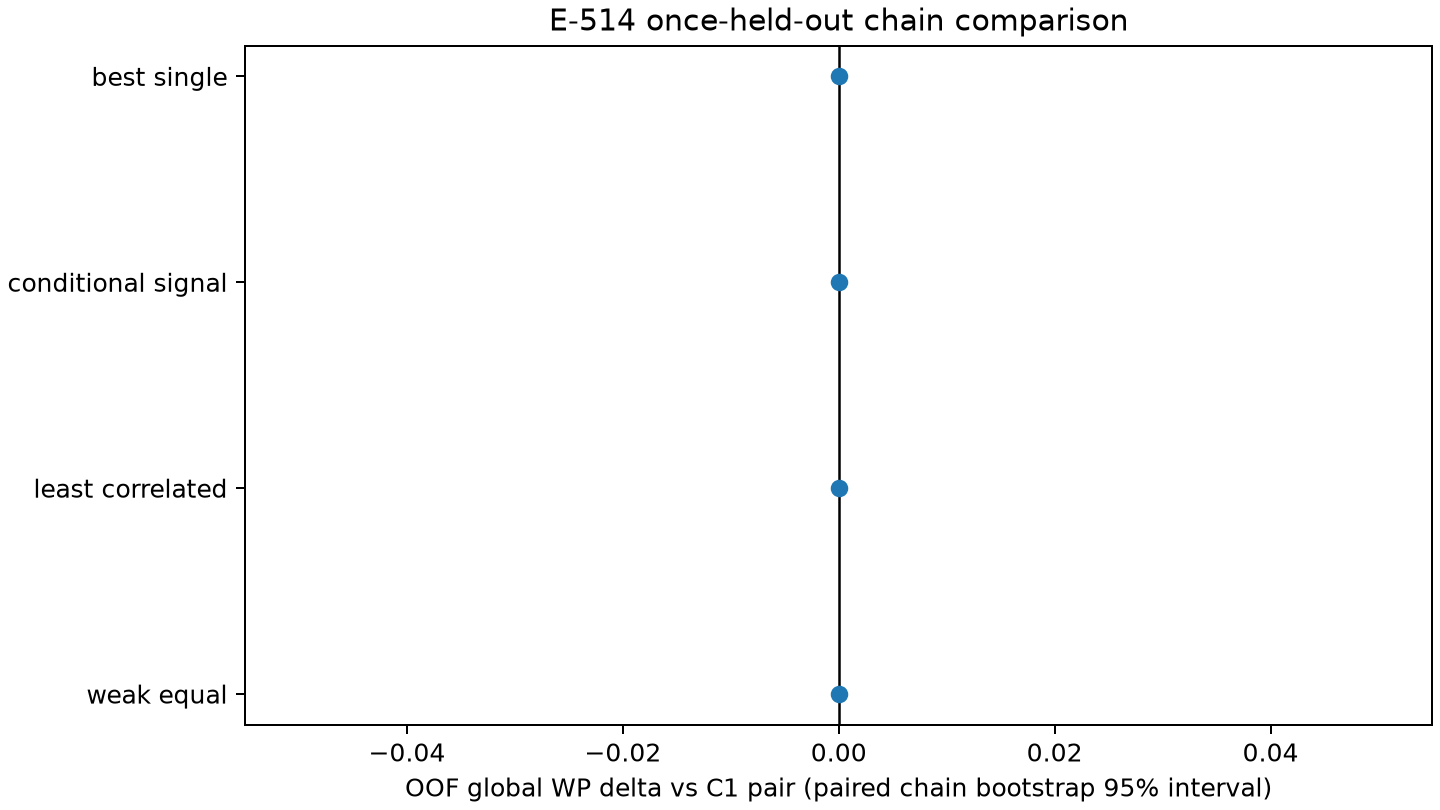 E-514 once-held-out chain comparison
best single
conditional signal
least correlated
weak equal
−0.04
−0.02
0.00
0.02
0.04
OOF global WP delta vs C1 pair (paired chain bootstrap 95% interval)